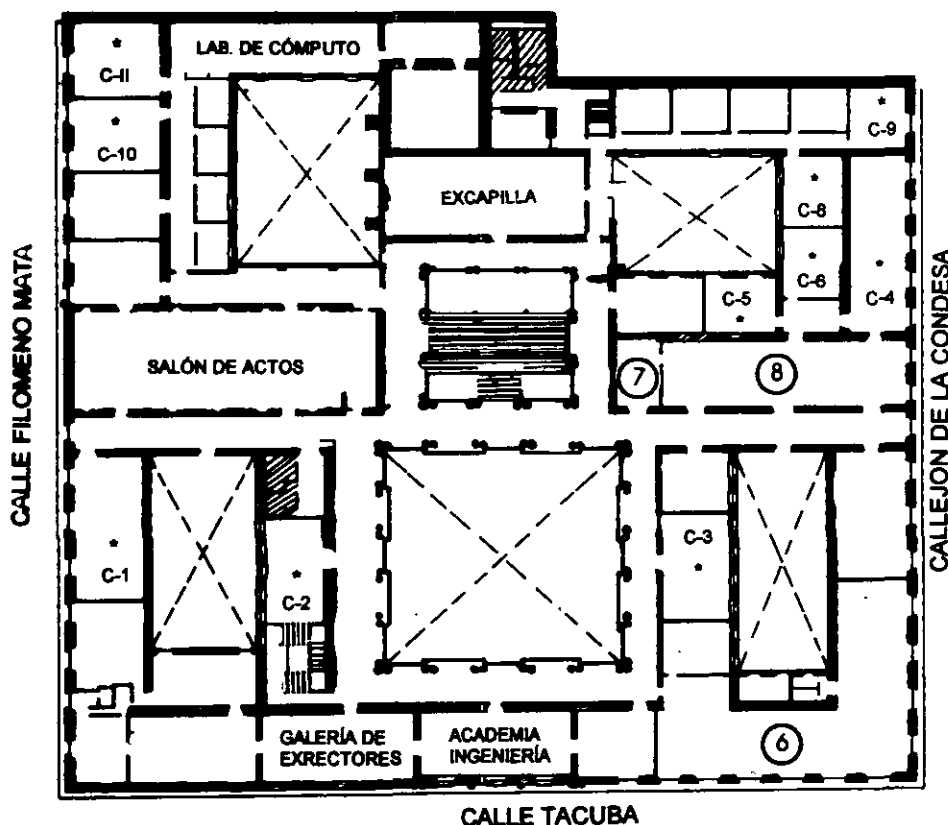 LAB. DE CÓMPUTO
C-II
C-10
C-9
EXCAPILLA
C-8
C-6
C-4
C-5
SALÓN DE ACTOS
7
8
CALLE FILOMENO MATA
CALLEJON DE LA CONDESA
C-1
C-2
C-3
GALERÍA DE
EXRECTORES
ACADEMIA
INGENIERÍA
6
CALLE TACUBA